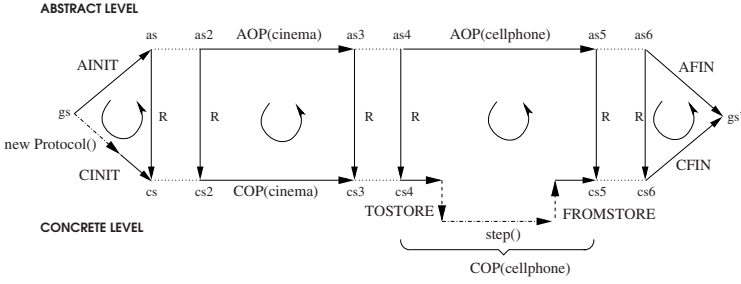 ABSTRACT LEVEL
as as2 AOP(cinema) as3 as4 AOP(cellphone) as5 as6
AINIT AFIN
gs R R R R R R gs'
new Protocol()
CINIT CFIN
cs cs2 COP(cinema) cs3 cs4 cs5 cs6
TOSTORE FROMSTORE
CONCRETE LEVEL
step()
COP(cellphone)